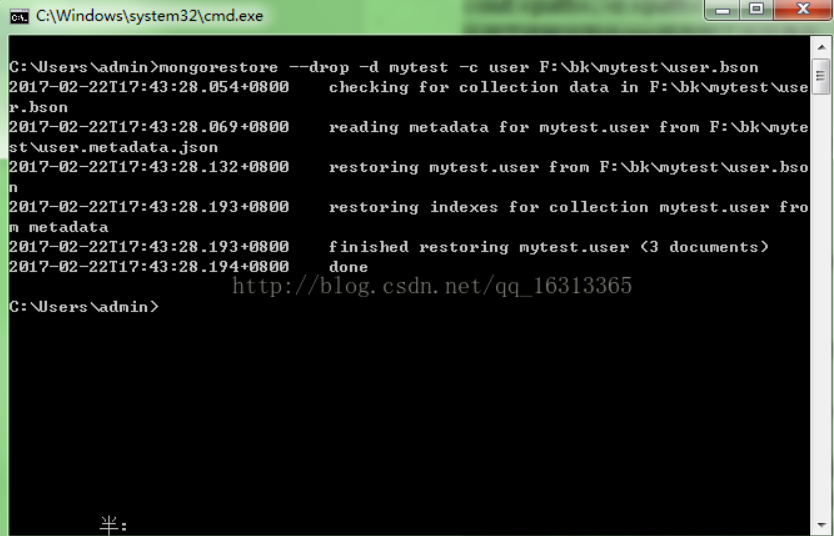 C:\Windows\system32\cmd.exe
C:\Users\admin>mongorestore --drop -d mytest -c user F:\bk\mytest\user.bson
2017-02-22T17:43:28.054+0800    checking for collection data in F:\bk\mytest\use
r.bson
2017-02-22T17:43:28.069+0800    reading metadata for mytest.user from F:\bk\myte
st\user.metadata.json
2017-02-22T17:43:28.132+0800    restoring mytest.user from F:\bk\mytest\user.bso
n
2017-02-22T17:43:28.193+0800    restoring indexes for collection mytest.user fro
m metadata
2017-02-22T17:43:28.193+0800    finished restoring mytest.user (3 documents)
2017-02-22T17:43:28.194+0800    done
http://blog.csdn.net/qq_16313365
C:\Users\admin>
半: